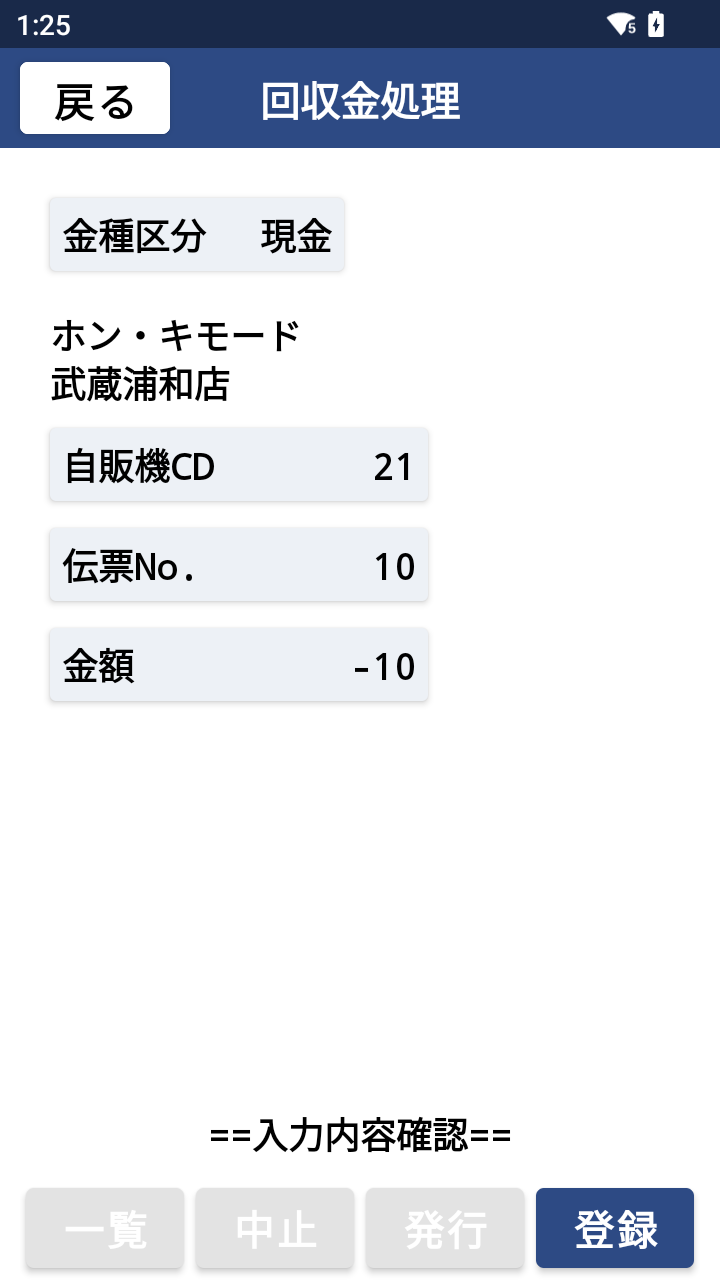 1:25
戻る 回収金処理
金種区分 現金
ホン・キモード
武蔵浦和店
自販機CD 21
伝票No. 10
金額 -10
==入力内容確認==
一覧 中止 発行 登録